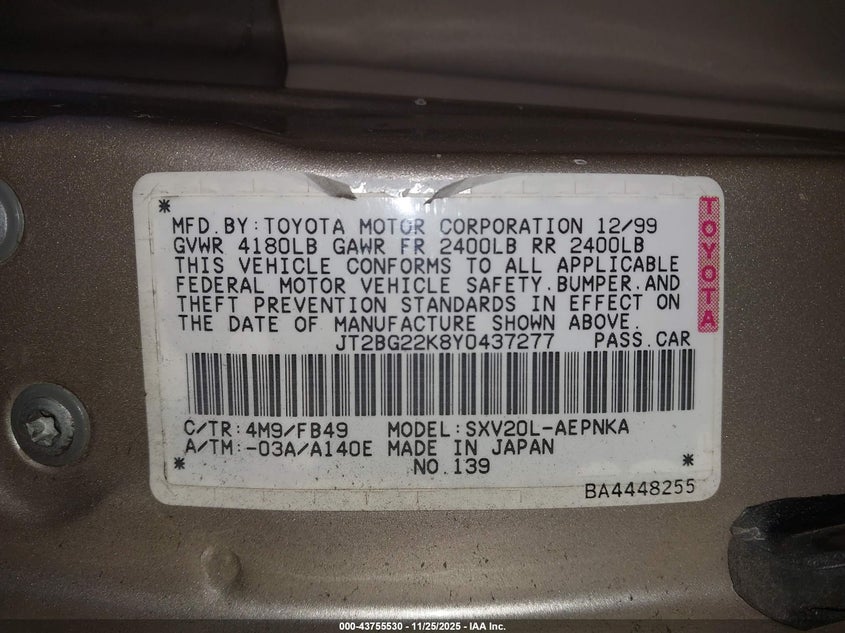 MFD.BY:TOYOTA MOTOR CORPORATION 12/99
GVWR 4180LB GAWR FR 2400LB RR 2400LB
THIS VEHICLE CONFORMS TO ALL APPLICABLE
FEDERAL MOTOR VEHICLE SAFETY.BUMPER.AND
THEFT PREVENTION STANDARDS IN EFFECT ON
THE DATE OF MANUFACTURE SHOWN ABOVE.
JT2BG22K8Y0437277 PASS.CAR
C/TR:4M9/FB49 MODEL:SXV20L-AEPNKA
A/TM:-03A/A140E MADE IN JAPAN
NO.139
BA4448255
TOYOTA
000-43755530 - 11/25/2025 - IAA Inc.